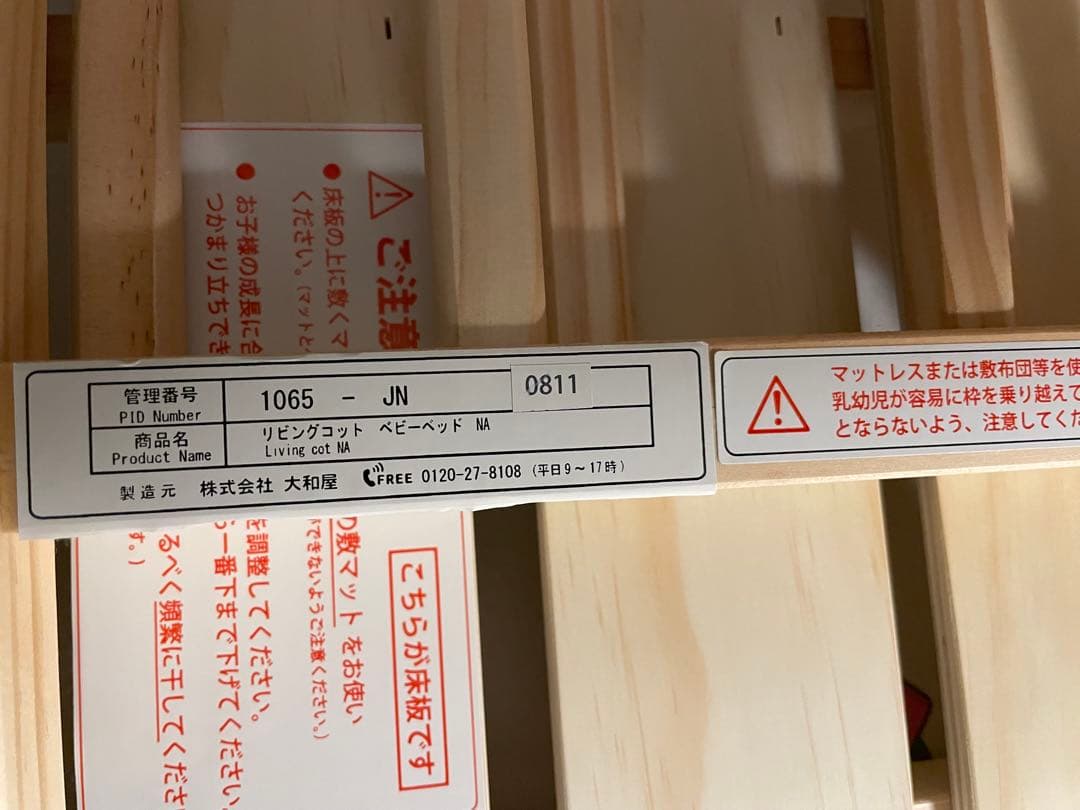 管理番号 1065 - JN 0811
PID Number
商品名 リビングコット ベビーベッド NA
Product Name Living cot NA
製造元 株式会社 大和屋 FREE 0120-27-8108 (平日9～17時)
マットレスまたは敷布団等を使
乳幼児が容易に枠を乗り越えて
とならないよう、注意してくだ
ご注意
●床板の上に敷くマ
ください。(マットと
●お子様の成長に合
つかまり立ちでき
こちらが床板です
の敷マットをお使い
ができないようご注意ください。)
を調整してください。
ら一番下まで下げてください
るべく頻繁に干してくださ
す。)